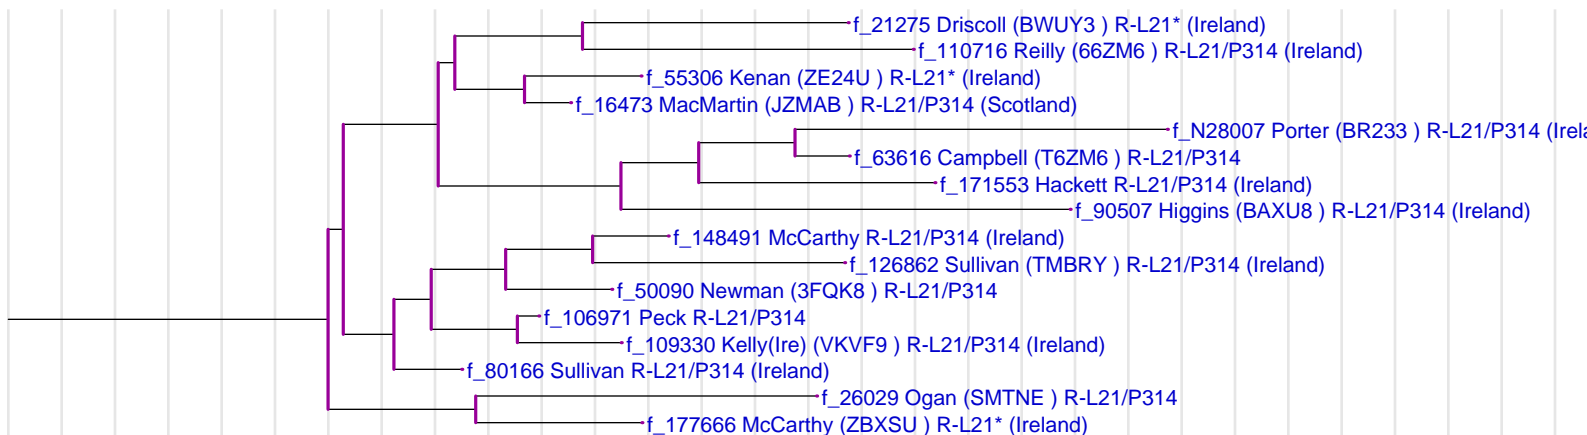 f_21275 Driscoll (BWUY3 ) R-L21* (Ireland)
f_110716 Reilly (66ZM6 ) R-L21/P314 (Ireland)
f_55306 Kenan (ZE24U ) R-L21* (Ireland)
f_16473 MacMartin (JZMAB ) R-L21/P314 (Scotland)
f_N28007 Porter (BR233 ) R-L21/P314 (Irela
f_63616 Campbell (T6ZM6 ) R-L21/P314
f_171553 Hackett R-L21/P314 (Ireland)
f_90507 Higgins (BAXU8 ) R-L21/P314 (Ireland)
f_148491 McCarthy R-L21/P314 (Ireland)
f_126862 Sullivan (TMBRY ) R-L21/P314 (Ireland)
f_50090 Newman (3FQK8 ) R-L21/P314
f_106971 Peck R-L21/P314
f_109330 Kelly(Ire) (VKVF9 ) R-L21/P314 (Ireland)
f_80166 Sullivan R-L21/P314 (Ireland)
f_26029 Ogan (SMTNE ) R-L21/P314
f_177666 McCarthy (ZBXSU ) R-L21* (Ireland)